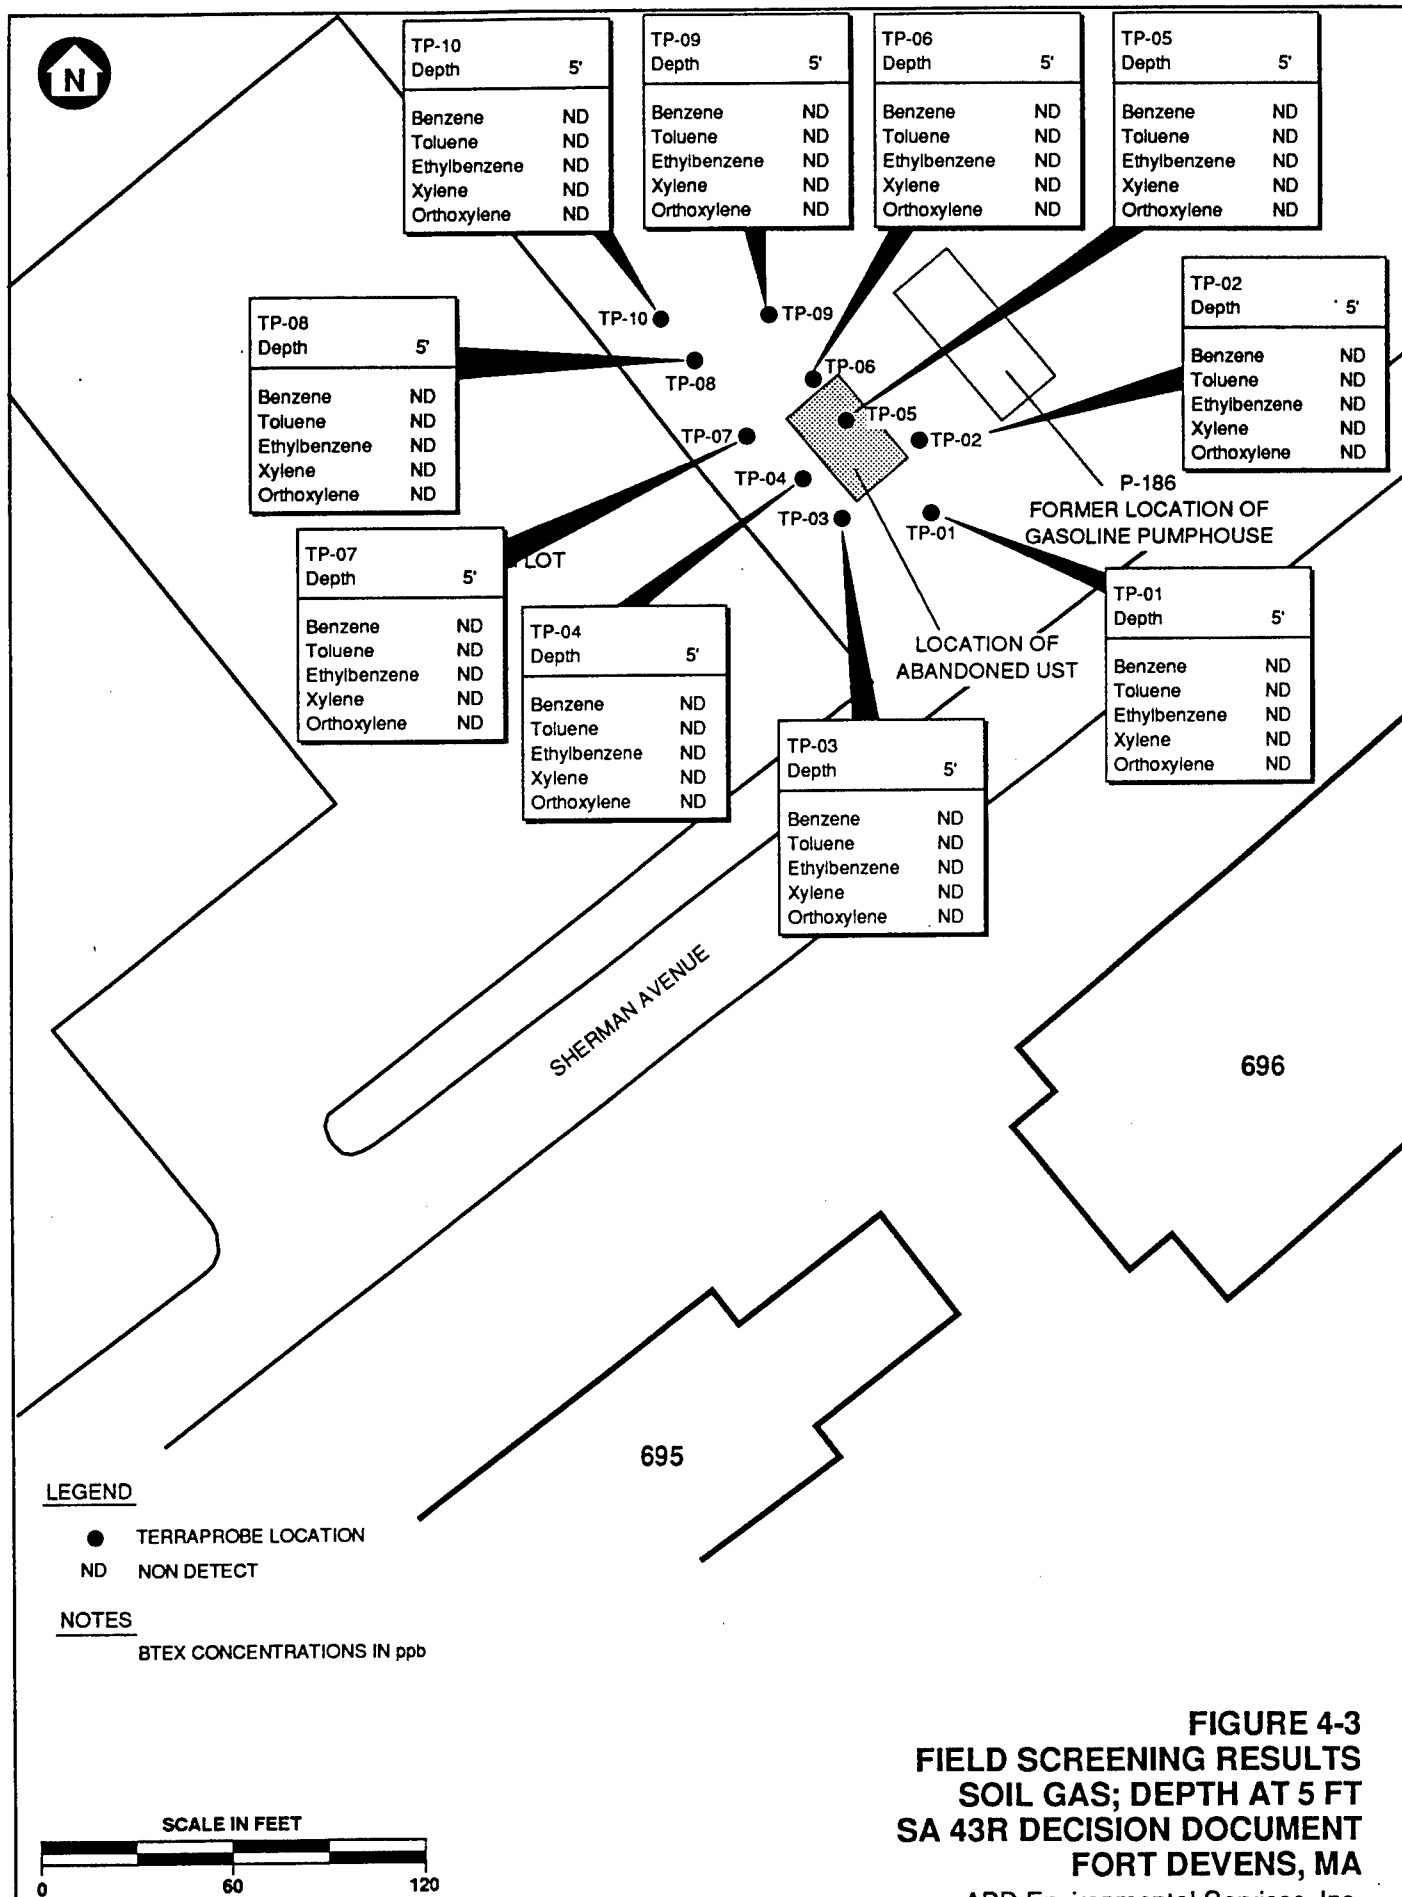 N
TP-10
Depth 5'
Benzene ND
Toluene ND
Ethylbenzene ND
Xylene ND
Orthoxylene ND
TP-09
Depth 5'
Benzene ND
Toluene ND
Ethylbenzene ND
Xylene ND
Orthoxylene ND
TP-06
Depth 5'
Benzene ND
Toluene ND
Ethylbenzene ND
Xylene ND
Orthoxylene ND
TP-05
Depth 5'
Benzene ND
Toluene ND
Ethylbenzene ND
Xylene ND
Orthoxylene ND
TP-02
Depth 5'
Benzene ND
Toluene ND
Ethylbenzene ND
Xylene ND
Orthoxylene ND
TP-08
Depth 5'
Benzene ND
Toluene ND
Ethylbenzene ND
Xylene ND
Orthoxylene ND
TP-10
TP-09
TP-08
TP-06
TP-05
TP-07
TP-02
TP-04
TP-03
TP-01
P-186
FORMER LOCATION OF
GASOLINE PUMPHOUSE
LOT
TP-07
Depth 5'
Benzene ND
Toluene ND
Ethylbenzene ND
Xylene ND
Orthoxylene ND
TP-04
Depth 5'
Benzene ND
Toluene ND
Ethylbenzene ND
Xylene ND
Orthoxylene ND
LOCATION OF
ABANDONED UST
TP-01
Depth 5'
Benzene ND
Toluene ND
Ethylbenzene ND
Xylene ND
Orthoxylene ND
TP-03
Depth 5'
Benzene ND
Toluene ND
Ethylbenzene ND
Xylene ND
Orthoxylene ND
SHERMAN AVENUE
696
695
LEGEND
TERRAPROBE LOCATION
ND NON DETECT
NOTES
BTEX CONCENTRATIONS IN ppb
SCALE IN FEET
0 60 120
FIGURE 4-3
FIELD SCREENING RESULTS
SOIL GAS; DEPTH AT 5 FT
SA 43R DECISION DOCUMENT
FORT DEVENS, MA
Environmental Services, Inc.